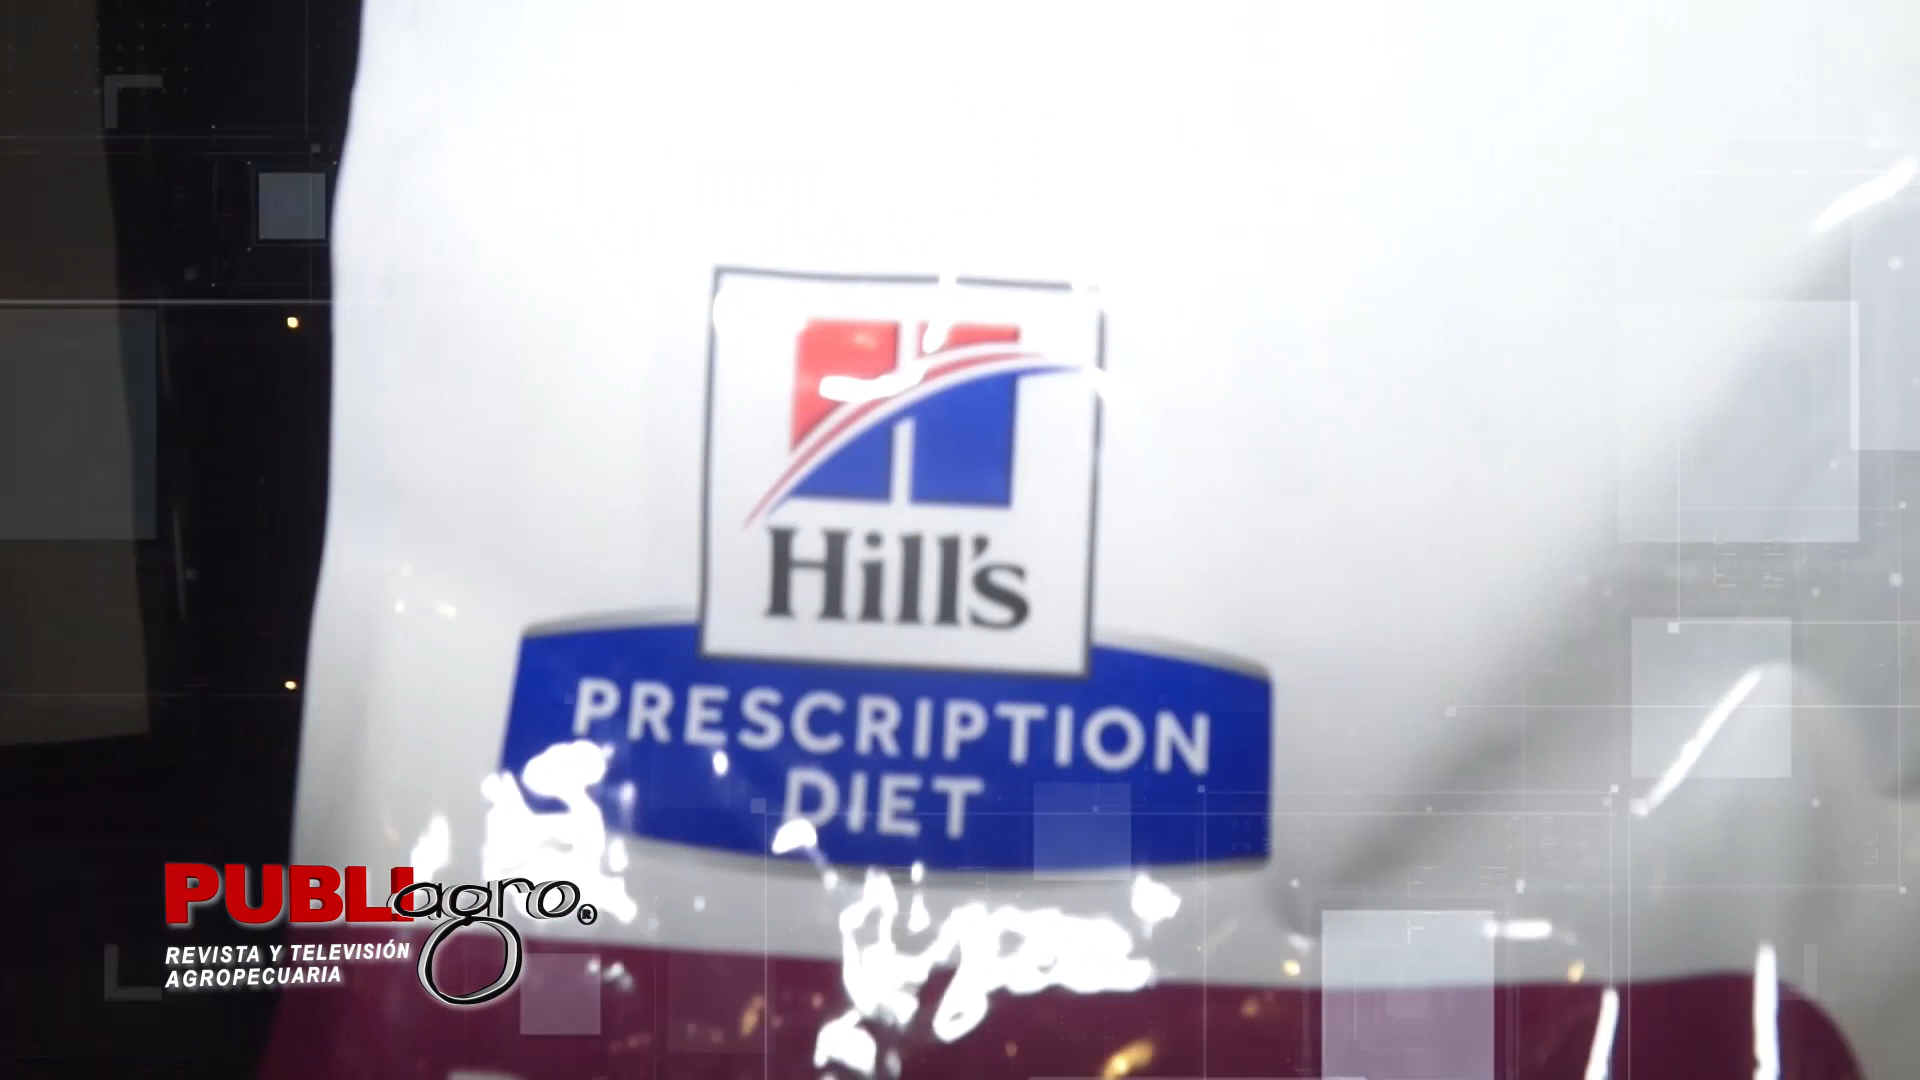 Hill's
PRESCRIPTION
DIET
PUBLIagro®
REVISTA Y TELEVISIÓN
AGROPECUARIA